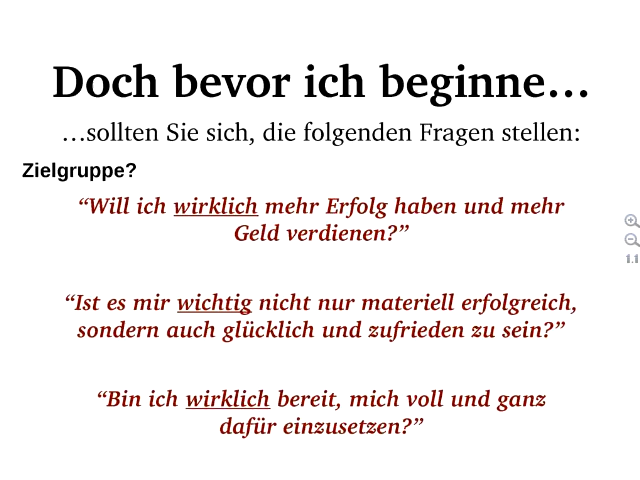 Doch bevor ich beginne…
…sollten Sie sich, die folgenden Fragen stellen:
Zielgruppe?
“Will ich wirklich mehr Erfolg haben und mehr
Geld verdienen?”
“Ist es mir wichtig nicht nur materiell erfolgreich,
sondern auch glücklich und zufrieden zu sein?”
“Bin ich wirklich bereit, mich voll und ganz
dafür einzusetzen?”
1:1